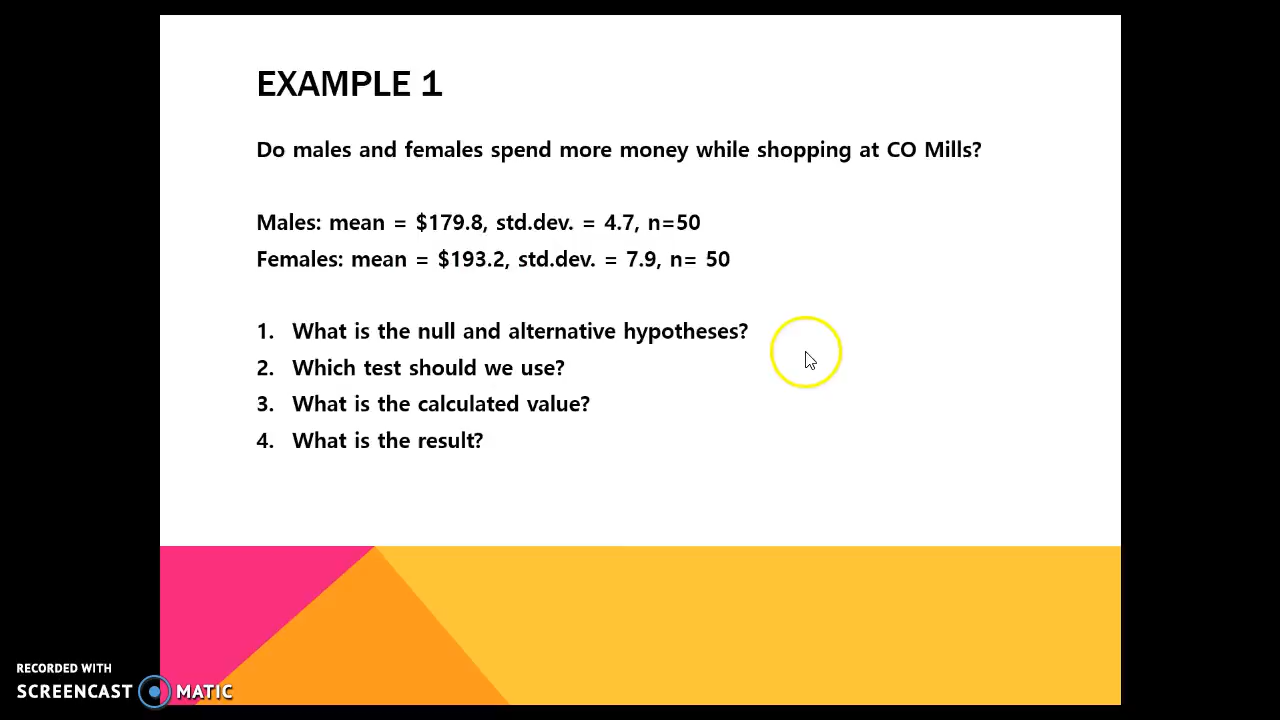 EXAMPLE 1
Do males and females spend more money while shopping at CO Mills?
Males: mean = $179.8, std.dev. = 4.7, n=50
Females: mean = $193.2, std.dev. = 7.9, n= 50
1. What is the null and alternative hypotheses?
2. Which test should we use?
3. What is the calculated value?
4. What is the result?
RECORDED WITH
SCREENCAST MATIC